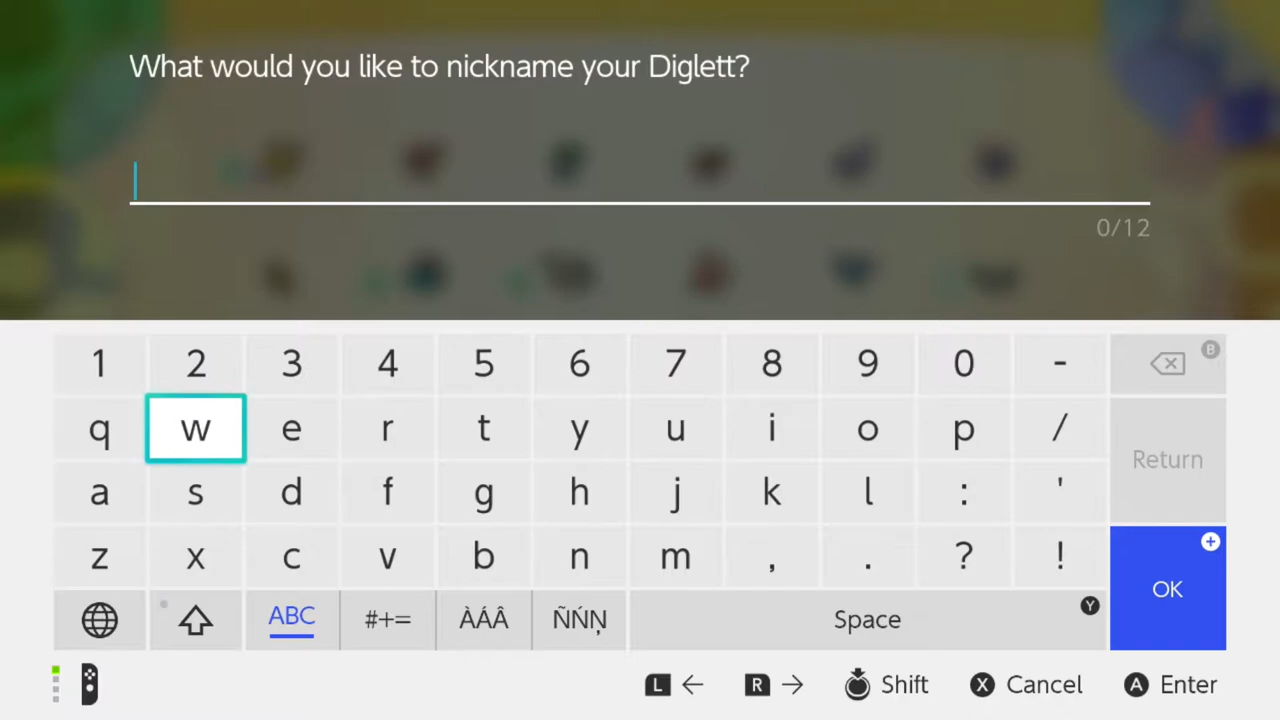 What would you like to nickname your Diglett?
0/12
1 2 3 4 5 6 7 8 9 0 - B
q w e r t y u i o p / Return
a s d f g h j k l : '
z x c v b n m , . ? ! + OK
ABC #+= ÀÁÂ ÑŃŅ Space Y
L ← R → Shift X Cancel A Enter